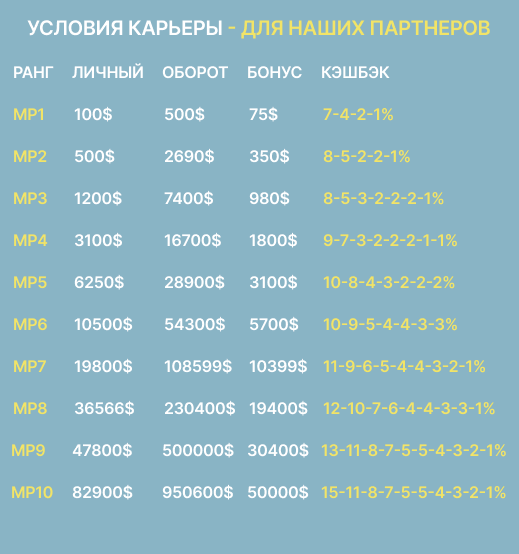 УСЛОВИЯ КАРЬЕРЫ - ДЛЯ НАШИХ ПАРТНЕРОВ
РАНГ ЛИЧНЫЙ ОБОРОТ БОНУС КЭШБЭК
MP1 100$ 500$ 75$ 7-4-2-1%
MP2 500$ 2690$ 350$ 8-5-2-2-1%
MP3 1200$ 7400$ 980$ 8-5-3-2-2-2-1%
MP4 3100$ 16700$ 1800$ 9-7-3-2-2-2-1-1%
MP5 6250$ 28900$ 3100$ 10-8-4-3-2-2-2%
MP6 10500$ 54300$ 5700$ 10-9-5-4-4-3-3%
MP7 19800$ 108599$ 10399$ 11-9-6-5-4-4-3-2-1%
MP8 36566$ 230400$ 19400$ 12-10-7-6-4-4-3-3-1%
MP9 47800$ 500000$ 30400$ 13-11-8-7-5-5-4-3-2-1%
MP10 82900$ 950600$ 50000$ 15-11-8-7-5-5-4-3-2-1%